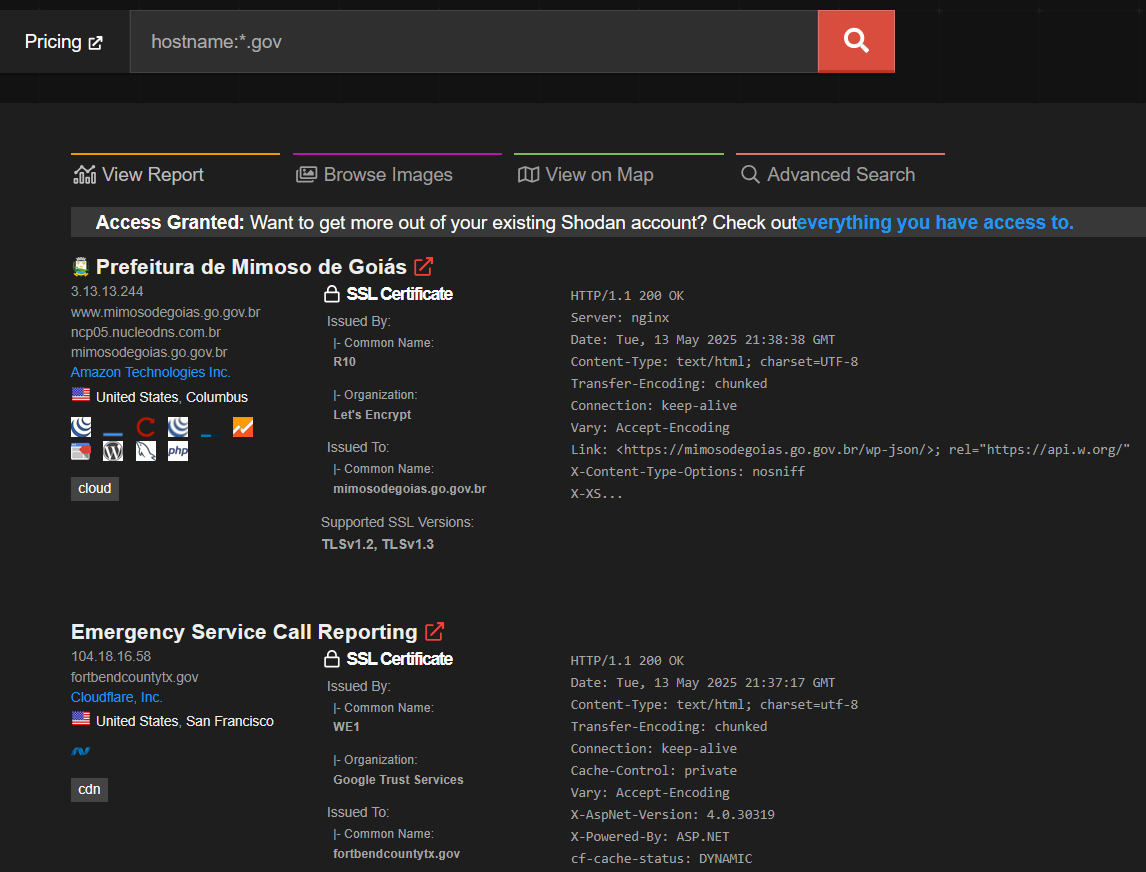 Pricing
hostname:*.gov
View Report
Browse Images
View on Map
Advanced Search
Access Granted: Want to get more out of your existing Shodan account? Check outeverything you have access to.
Prefeitura de Mimoso de Goiás
3.13.13.244
www.mimosodegoias.go.gov.br
ncp05.nucleodns.com.br
mimosodegoias.go.gov.br
Amazon Technologies Inc.
United States, Columbus
php
cloud
SSL Certificate
Issued By:
|- Common Name:
R10
|- Organization:
Let's Encrypt
Issued To:
|- Common Name:
mimosodegoias.go.gov.br
Supported SSL Versions:
TLSv1.2, TLSv1.3
HTTP/1.1 200 OK
Server: nginx
Date: Tue, 13 May 2025 21:38:38 GMT
Content-Type: text/html; charset=UTF-8
Transfer-Encoding: chunked
Connection: keep-alive
Vary: Accept-Encoding
Link: <https://mimosodegoias.go.gov.br/wp-json/>; rel="https://api.w.org/"
X-Content-Type-Options: nosniff
X-XS...
Emergency Service Call Reporting
104.18.16.58
fortbendcountytx.gov
Cloudflare, Inc.
United States, San Francisco
cdn
SSL Certificate
Issued By:
|- Common Name:
WE1
|- Organization:
Google Trust Services
Issued To:
|- Common Name:
fortbendcountytx.gov
HTTP/1.1 200 OK
Date: Tue, 13 May 2025 21:37:17 GMT
Content-Type: text/html; charset=utf-8
Transfer-Encoding: chunked
Connection: keep-alive
Cache-Control: private
Vary: Accept-Encoding
X-AspNet-Version: 4.0.30319
X-Powered-By: ASP.NET
cf-cache-status: DYNAMIC